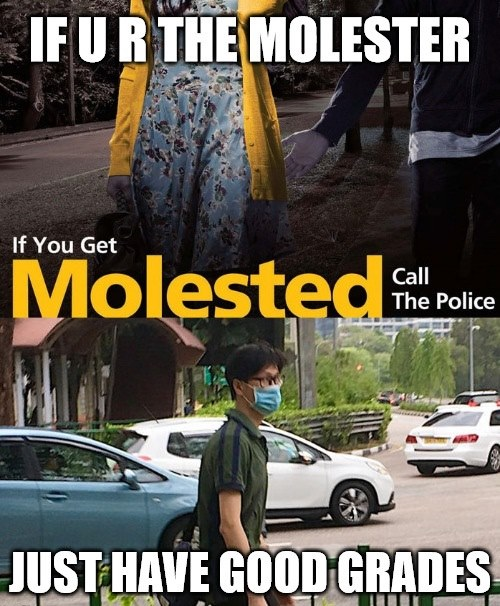 IF U R THE MOLESTER
If You Get
Molested Call
The Police
JUST HAVE GOOD GRADES